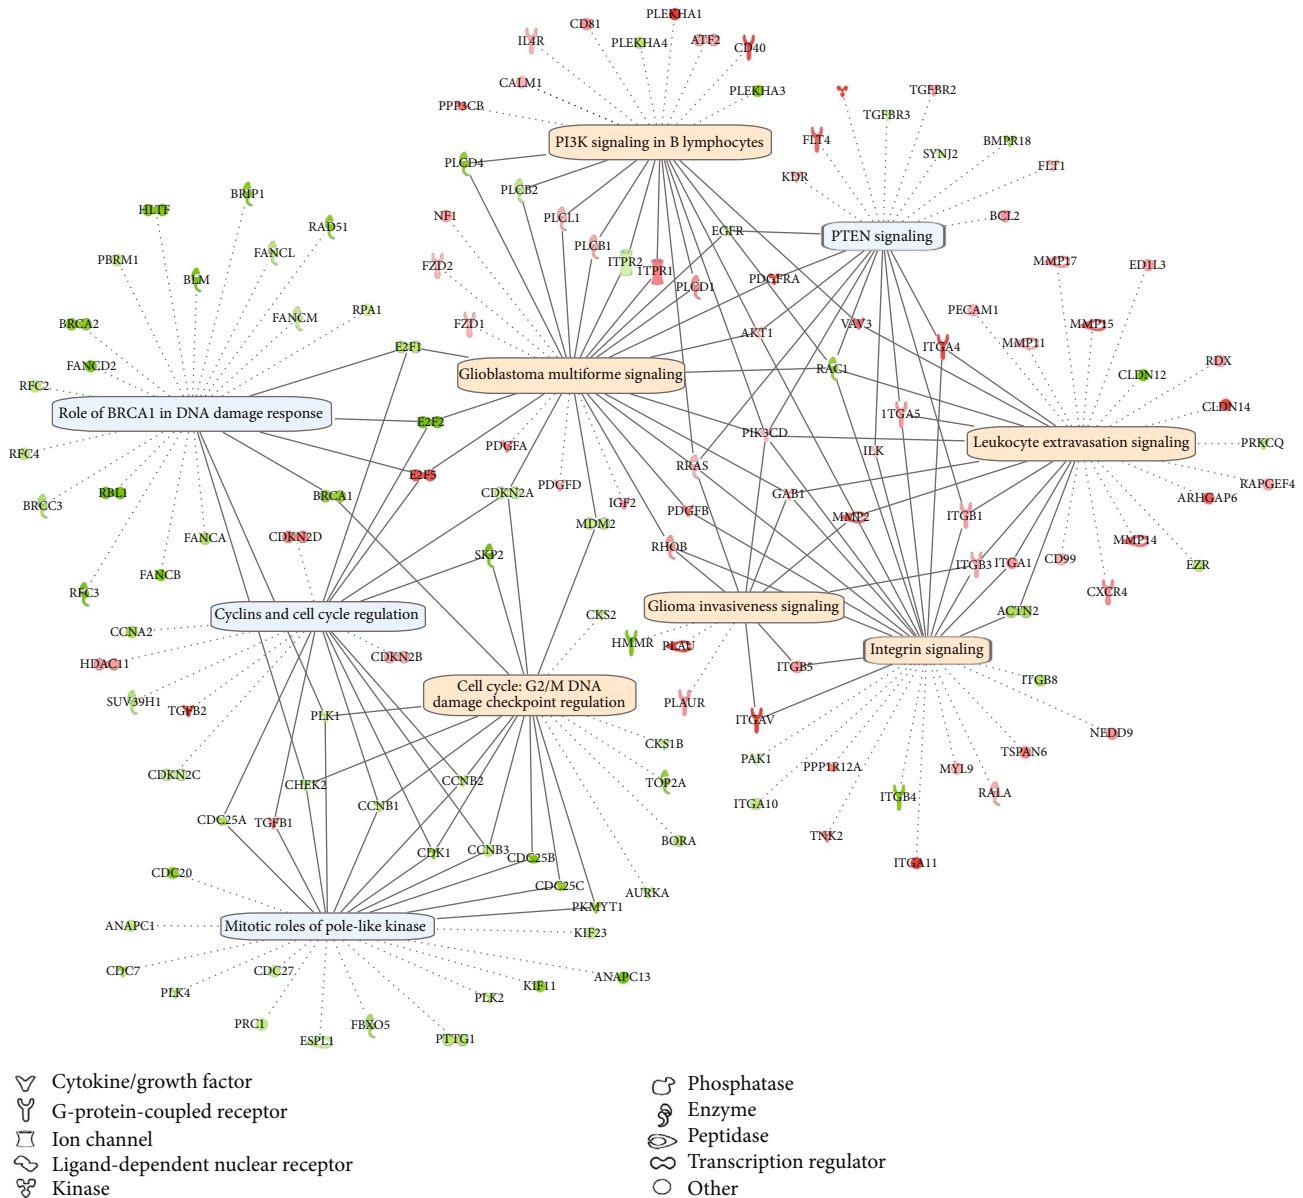 PLEKHA1
CD81
IL4R
PLEKHA4
ATF2
CD40
CALM1
PLEKHA3
PPP3CB
TGFBR2
TGFBR3
PI3K signaling in B lymphocytes
FLT4
BMPR18
SYNJ2
PLCD4
FLT1
KDR
PLCB2
BRIP1
HLTF
NF1
PLCL1
BCL2
RAD51
EGFR
PTEN signaling
PLCB1
FANCL
PBRM1
ITPR2
ITPR1
FZD2
MMP17
ED1L3
BLM
PDGFRA
PLCD1
RPA1
PECAM1
FANCM
BRCA2
FZD1
AKT1
VAV3
MMP15
E2F1
ITGA4
MMP11
FANCD2
RDX
Glioblastoma multiforme signaling
RAC1
CLDN12
RFC2
Role of BRCA1 in DNA damage response
CLDN14
1TGA5
E2F2
PIK3CD
Leukocyte extravasation signaling
PRKCQ
RFC4
PDGFA
ILK
RRAS
E2F5
PDGFD
RAPGEF4
RBL1
BRCA1
CDKN2A
GAB1
ARHGAP6
BRCC3
IGF2
PDGFB
MMP2
ITGB1
MDM2
FANCA
CDKN2D
MMP14
RHOB
SKP2
CD99
ITGB3
ITGA1
EZR
FANCB
RFC3
CXCR4
Cyclins and cell cycle regulation
Glioma invasiveness signaling
CKS2
ACTN2
CCNA2
HMMR
PLAU
Integrin signaling
HDAC11
CDKN2B
ITGB5
ITGB8
Cell cycle: G2/M DNA
damage checkpoint regulation
SUV39H1
TGFB2
PLK1
PLAUR
ITGAV
NEDD9
CKS1B
TSPAN6
PAK1
PPP1R12A
MYL9
CDKN2C
CHEK2
CCNB2
TOP2A
RALA
ITGB4
ITGA10
CCNB1
CDC25A
TGFB1
TNK2
BORA
CDK1
CCNB3
CDC25B
ITGA11
CDC20
CDC25C
AURKA
PKMYT1
ANAPC1
Mitotic roles of pole-like kinase
KIF23
CDC7
CDC27
ANAPC13
KIF11
PLK4
PLK2
PRC1
FBXO5
ESPL1
PTTG1
Cytokine/growth factor
G-protein-coupled receptor
Ion channel
Ligand-dependent nuclear receptor
Kinase
Phosphatase
Enzyme
Peptidase
Transcription regulator
Other